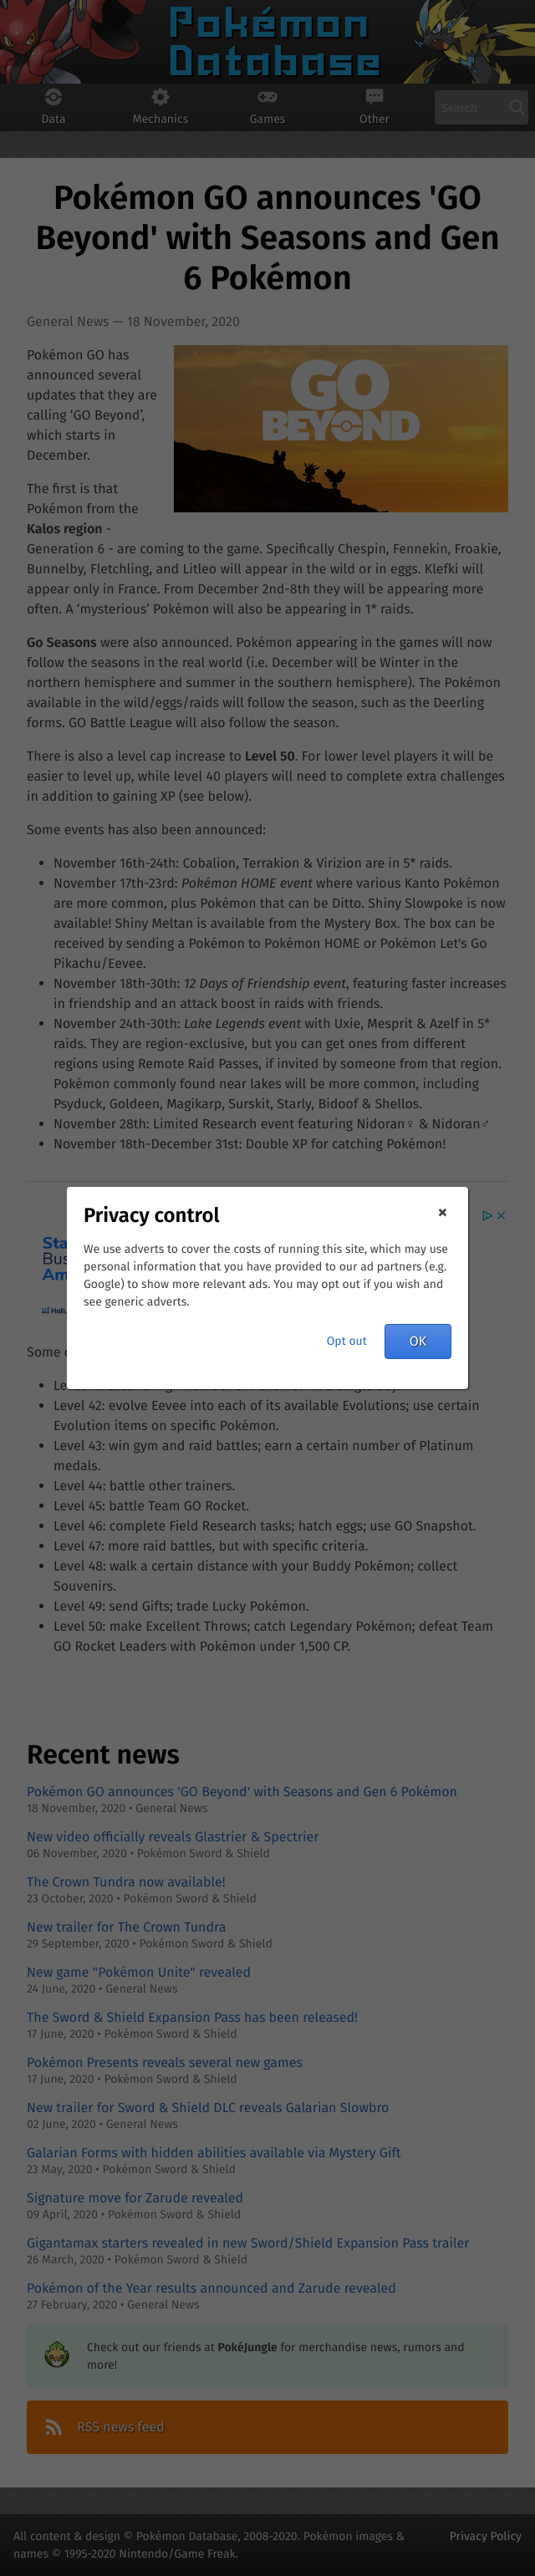 Pokémon
Database
Data
Mechanics
Games
Other
Search
Pokémon GO announces 'GO
Beyond' with Seasons and Gen
6 Pokémon
General News — 18 November, 2020
Pokémon GO has
announced several
updates that they are
calling ‘GO Beyond’,
which starts in
December.
GO
BEYOND
The first is that
Pokémon from the
Kalos region -
Generation 6 - are coming to the game. Specifically Chespin, Fennekin, Froakie,
Bunnelby, Fletchling, and Litleo will appear in the wild or in eggs. Klefki will
appear only in France. From December 2nd-8th they will be appearing more
often. A ‘mysterious’ Pokémon will also be appearing in 1* raids.
Go Seasons were also announced. Pokémon appearing in the games will now
follow the seasons in the real world (i.e. December will be Winter in the
northern hemisphere and summer in the southern hemisphere). The Pokémon
available in the wild/eggs/raids will follow the season, such as the Deerling
forms. GO Battle League will also follow the season.
There is also a level cap increase to Level 50. For lower level players it will be
easier to level up, while level 40 players will need to complete extra challenges
in addition to gaining XP (see below).
Some events has also been announced:
• November 16th-24th: Cobalion, Terrakion & Virizion are in 5* raids.
• November 17th-23rd: Pokémon HOME event where various Kanto Pokémon
are more common, plus Pokémon that can be Ditto. Shiny Slowpoke is now
available! Shiny Meltan is available from the Mystery Box. The box can be
received by sending a Pokémon to Pokémon HOME or Pokémon Let's Go
Pikachu/Eevee.
• November 18th-30th: 12 Days of Friendship event, featuring faster increases
in friendship and an attack boost in raids with friends.
• November 24th-30th: Lake Legends event with Uxie, Mesprit & Azelf in 5*
raids. They are region-exclusive, but you can get ones from different
regions using Remote Raid Passes, if invited by someone from that region.
Pokémon commonly found near lakes will be more common, including
Psyduck, Goldeen, Magikarp, Surskit, Starly, Bidoof & Shellos.
• November 28th: Limited Research event featuring Nidoran♀ & Nidoran♂
• November 18th-December 31st: Double XP for catching Pokémon!
Privacy control
×
We use adverts to cover the costs of running this site, which may use
personal information that you have provided to our ad partners (e.g.
Google) to show more relevant ads. You may opt out if you wish and
see generic adverts.
Opt out
OK
Some
• Level 42: evolve Eevee into each of its available Evolutions; use certain
Evolution items on specific Pokémon.
• Level 43: win gym and raid battles; earn a certain number of Platinum
medals.
• Level 44: battle other trainers.
• Level 45: battle Team GO Rocket.
• Level 46: complete Field Research tasks; hatch eggs; use GO Snapshot.
• Level 47: more raid battles, but with specific criteria.
• Level 48: walk a certain distance with your Buddy Pokémon; collect
Souvenirs.
• Level 49: send Gifts; trade Lucky Pokémon.
• Level 50: make Excellent Throws; catch Legendary Pokémon; defeat Team
GO Rocket Leaders with Pokémon under 1,500 CP.
Recent news
Pokémon GO announces 'GO Beyond' with Seasons and Gen 6 Pokémon
18 November, 2020 • General News
New video officially reveals Glastrier & Spectrier
06 November, 2020 • Pokémon Sword & Shield
The Crown Tundra now available!
23 October, 2020 • Pokémon Sword & Shield
New trailer for The Crown Tundra
29 September, 2020 • Pokémon Sword & Shield
New game "Pokémon Unite" revealed
24 June, 2020 • General News
The Sword & Shield Expansion Pass has been released!
17 June, 2020 • Pokémon Sword & Shield
Pokémon Presents reveals several new games
17 June, 2020 • Pokémon Sword & Shield
New trailer for Sword & Shield DLC reveals Galarian Slowbro
02 June, 2020 • General News
Galarian Forms with hidden abilities available via Mystery Gift
23 May, 2020 • Pokémon Sword & Shield
Signature move for Zarude revealed
09 April, 2020 • Pokémon Sword & Shield
Gigantamax starters revealed in new Sword/Shield Expansion Pass trailer
26 March, 2020 • Pokémon Sword & Shield
Pokémon of the Year results announced and Zarude revealed
27 February, 2020 • General News
Check out our friends at PokéJungle for merchandise news, rumors and
more!
RSS news feed
All content & design © Pokémon Database, 2008-2020. Pokémon images &
names © 1995-2020 Nintendo/Game Freak.
Privacy Policy